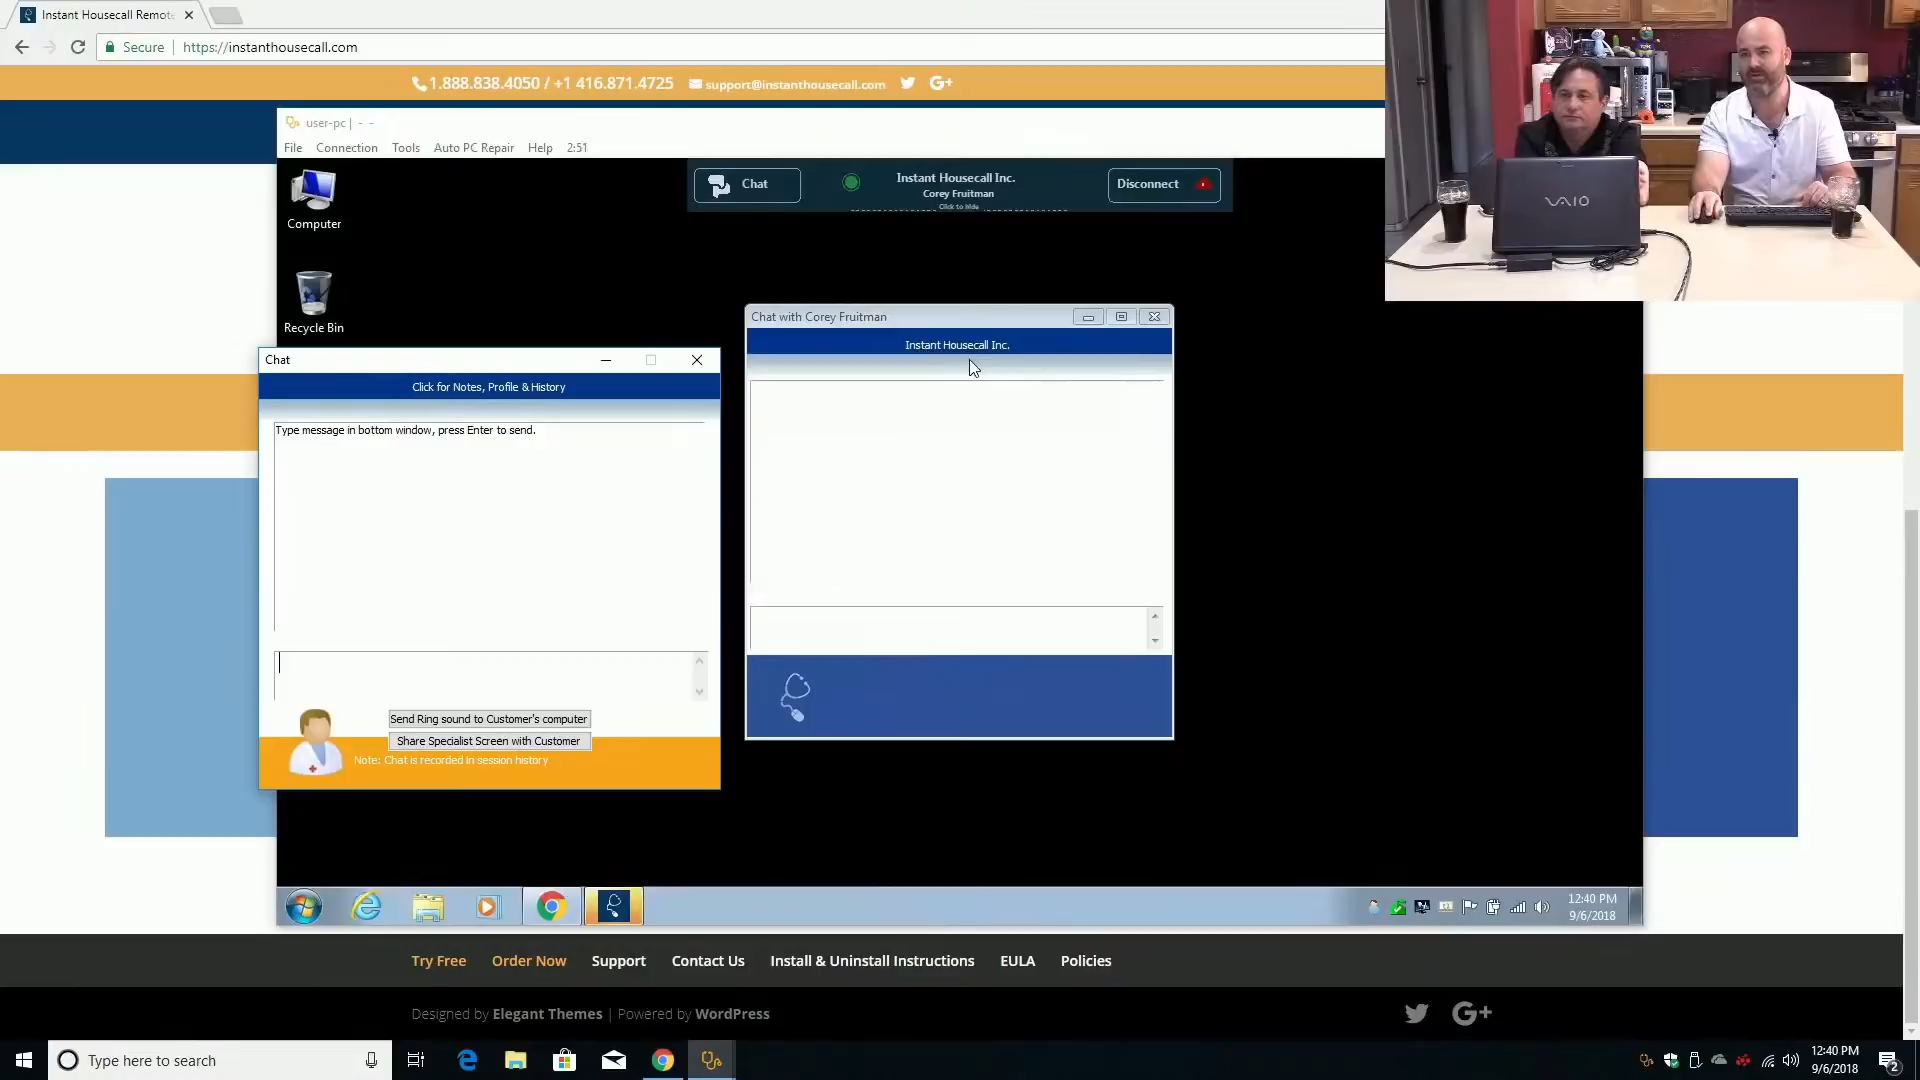 Instant Housecall Remote
Secure
https://instanthousecall.com
1.888.838.4050 / +1 416.871.4725
support@instanthousecall.com
G+
user-pc | - -
File
Connection
Tools
Auto PC Repair
Help
2:51
Chat
Instant Housecall Inc.
Corey Fruitman
Click to hide
Disconnect
Computer
Recycle Bin
VAIO
Chat with Corey Fruitman
Instant Housecall Inc.
Chat
Click for Notes, Profile & History
Type message in bottom window, press Enter to send.
Send Ring sound to Customer's computer
Share Specialist Screen with Customer
Note: Chat is recorded in session history
12:40 PM
9/6/2018
Try Free
Order Now
Support
Contact Us
Install & Uninstall Instructions
EULA
Policies
Designed by Elegant Themes | Powered by WordPress
G+
Type here to search
12:40 PM
9/6/2018
2